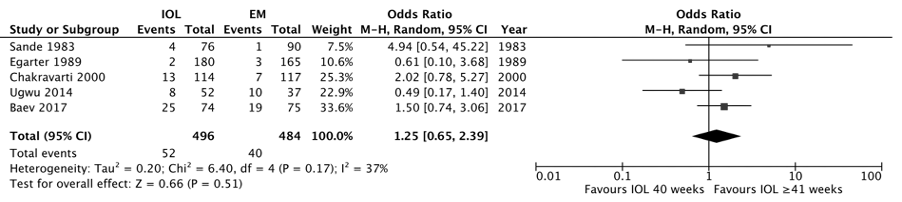 IOL EM Odds Ratio Odds Ratio
Study or Subgroup Events Total Events Total Weight M-H, Random, 95% CI Year M-H, Random, 95% CI
Sande 1983 4 76 1 90 7.5% 4.94 [0.54, 45.22] 1983
Egarter 1989 2 180 3 165 10.6% 0.61 [0.10, 3.68] 1989
Chakravarti 2000 13 114 7 117 25.3% 2.02 [0.78, 5.27] 2000
Ugwu 2014 8 52 10 37 22.9% 0.49 [0.17, 1.40] 2014
Baev 2017 25 74 19 75 33.6% 1.50 [0.74, 3.06] 2017
Total (95% CI) 496 484 100.0% 1.25 [0.65, 2.39]
Total events 52 40
Heterogeneity: Tau² = 0.20; Chi² = 6.40, df = 4 (P = 0.17); I² = 37%
Test for overall effect: Z = 0.66 (P = 0.51)
0.01 0.1 1 10 100
Favours IOL 40 weeks Favours IOL ≥41 weeks